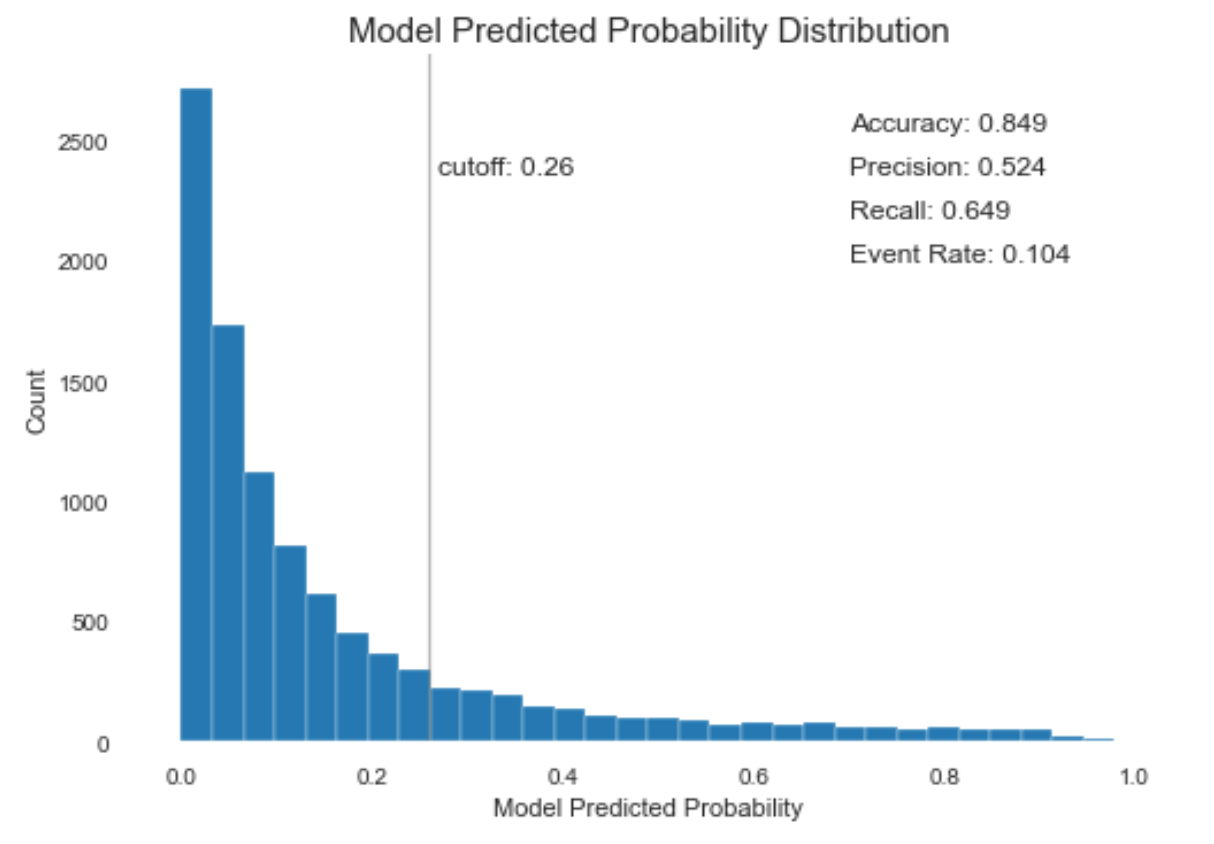 Model Predicted Probability Distribution
Accuracy: 0.849
cutoff: 0.26
Precision: 0.524
Recall: 0.649
Event Rate: 0.104
Count
2500
2000
1500
1000
500
0
0.0 0.2 0.4 0.6 0.8 1.0
Model Predicted Probability